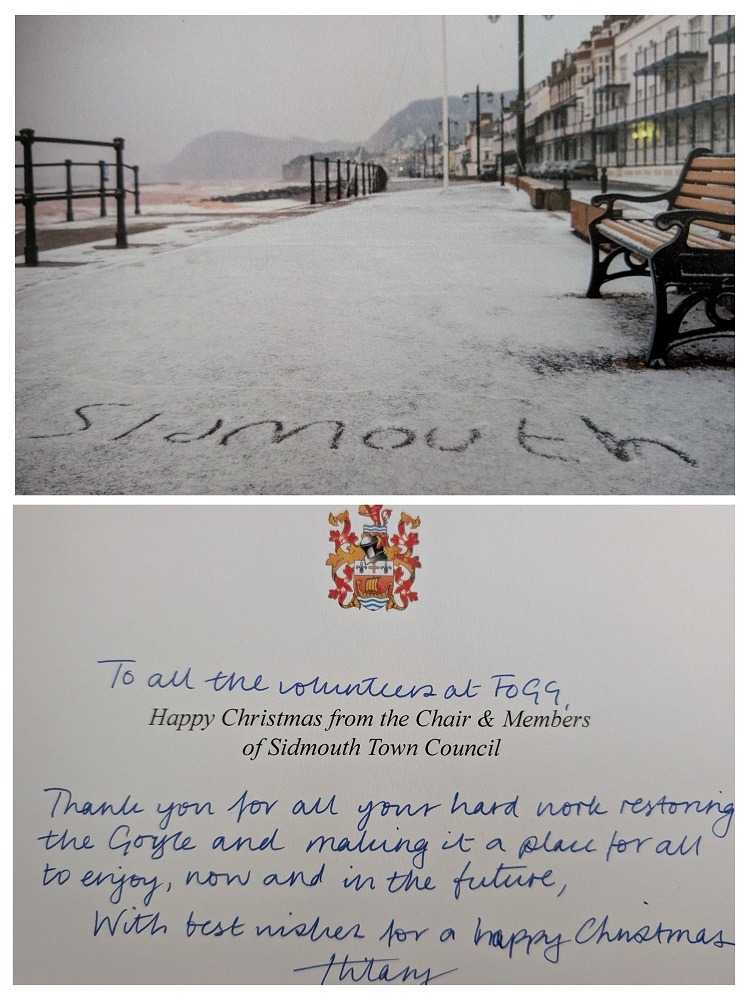 Sidmouth
To all the volunteers at FoGG,
Happy Christmas from the Chair & Members
of Sidmouth Town Council
Thank you for all your hard work restoring
the Goyle and making it a place for all
to enjoy, now and in the future,
With best wishes for a happy Christmas
Hilary